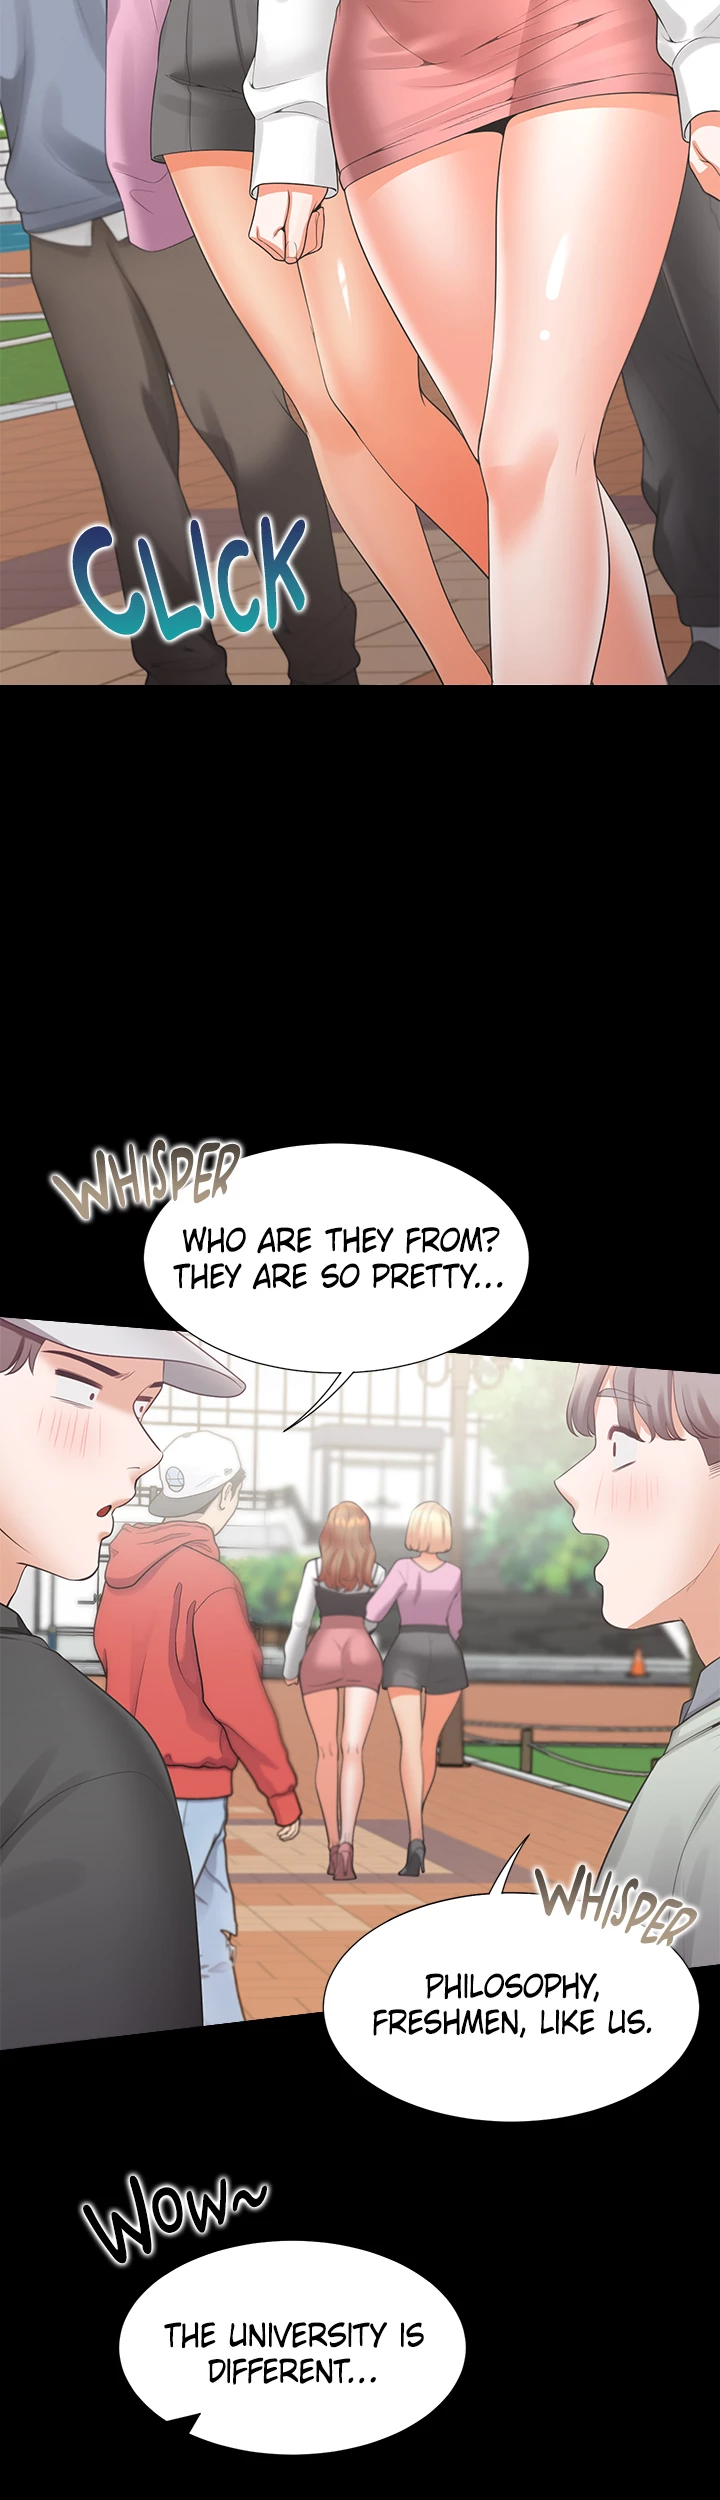 CLICK
WHISPER
WHO ARE THEY FROM?
THEY ARE SO PRETTY...
WHISPER
PHILOSOPHY,
FRESHMEN, LIKE US.
WOW~
THE UNIVERSITY IS
DIFFERENT...